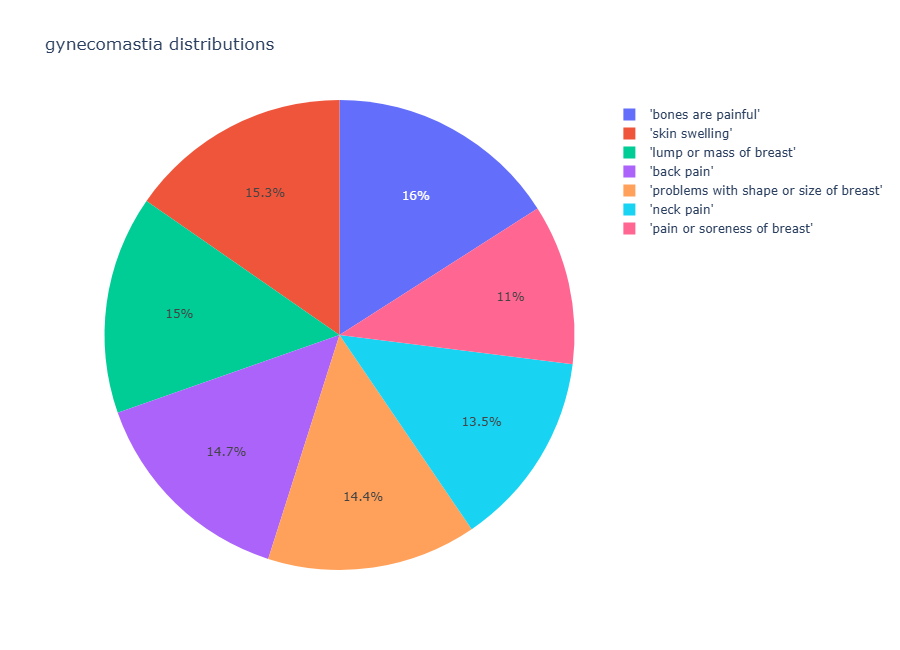 gynecomastia distributions
'bones are painful'
'skin swelling'
'lump or mass of breast'
'back pain'
'problems with shape or size of breast'
'neck pain'
'pain or soreness of breast'
15.3%
16%
11%
15%
13.5%
14.7%
14.4%